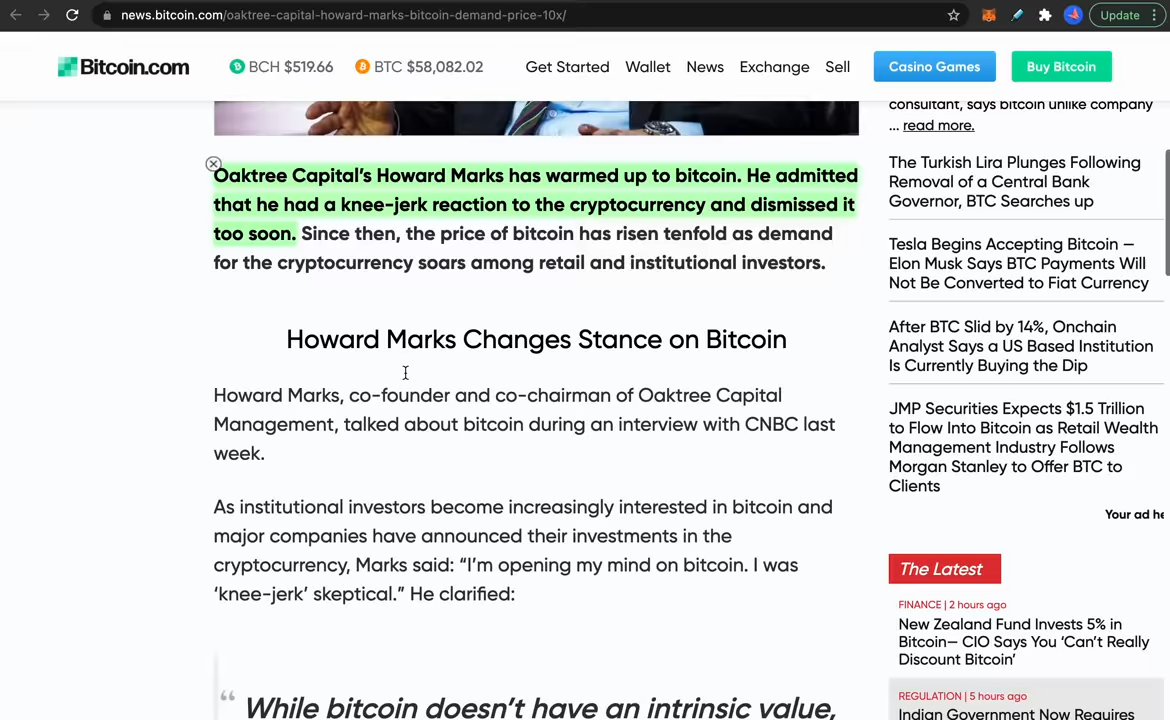 news.bitcoin.com/oaktree-capital-howard-marks-bitcoin-demand-price-10x/
Update
Bitcoin.com
BCH $519.66
BTC $58,082.02
Get Started
Wallet
News
Exchange
Sell
Casino Games
Buy Bitcoin
Oaktree Capital’s Howard Marks has warmed up to bitcoin. He admitted
that he had a knee-jerk reaction to the cryptocurrency and dismissed it
too soon. Since then, the price of bitcoin has risen tenfold as demand
for the cryptocurrency soars among retail and institutional investors.
Howard Marks Changes Stance on Bitcoin
Howard Marks, co-founder and co-chairman of Oaktree Capital
Management, talked about bitcoin during an interview with CNBC last
week.
As institutional investors become increasingly interested in bitcoin and
major companies have announced their investments in the
cryptocurrency, Marks said: “I’m opening my mind on bitcoin. I was
‘knee-jerk’ skeptical.” He clarified:
“ While bitcoin doesn’t have an intrinsic value,
consultant, says bitcoin unlike company
... read more.
The Turkish Lira Plunges Following
Removal of a Central Bank
Governor, BTC Searches up
Tesla Begins Accepting Bitcoin —
Elon Musk Says BTC Payments Will
Not Be Converted to Fiat Currency
After BTC Slid by 14%, Onchain
Analyst Says a US Based Institution
Is Currently Buying the Dip
JMP Securities Expects $1.5 Trillion
to Flow Into Bitcoin as Retail Wealth
Management Industry Follows
Morgan Stanley to Offer BTC to
Clients
Your ad he
The Latest
FINANCE | 2 hours ago
New Zealand Fund Invests 5% in
Bitcoin— CIO Says You ‘Can’t Really
Discount Bitcoin’
REGULATION | 5 hours ago
Indian Government Now Requires